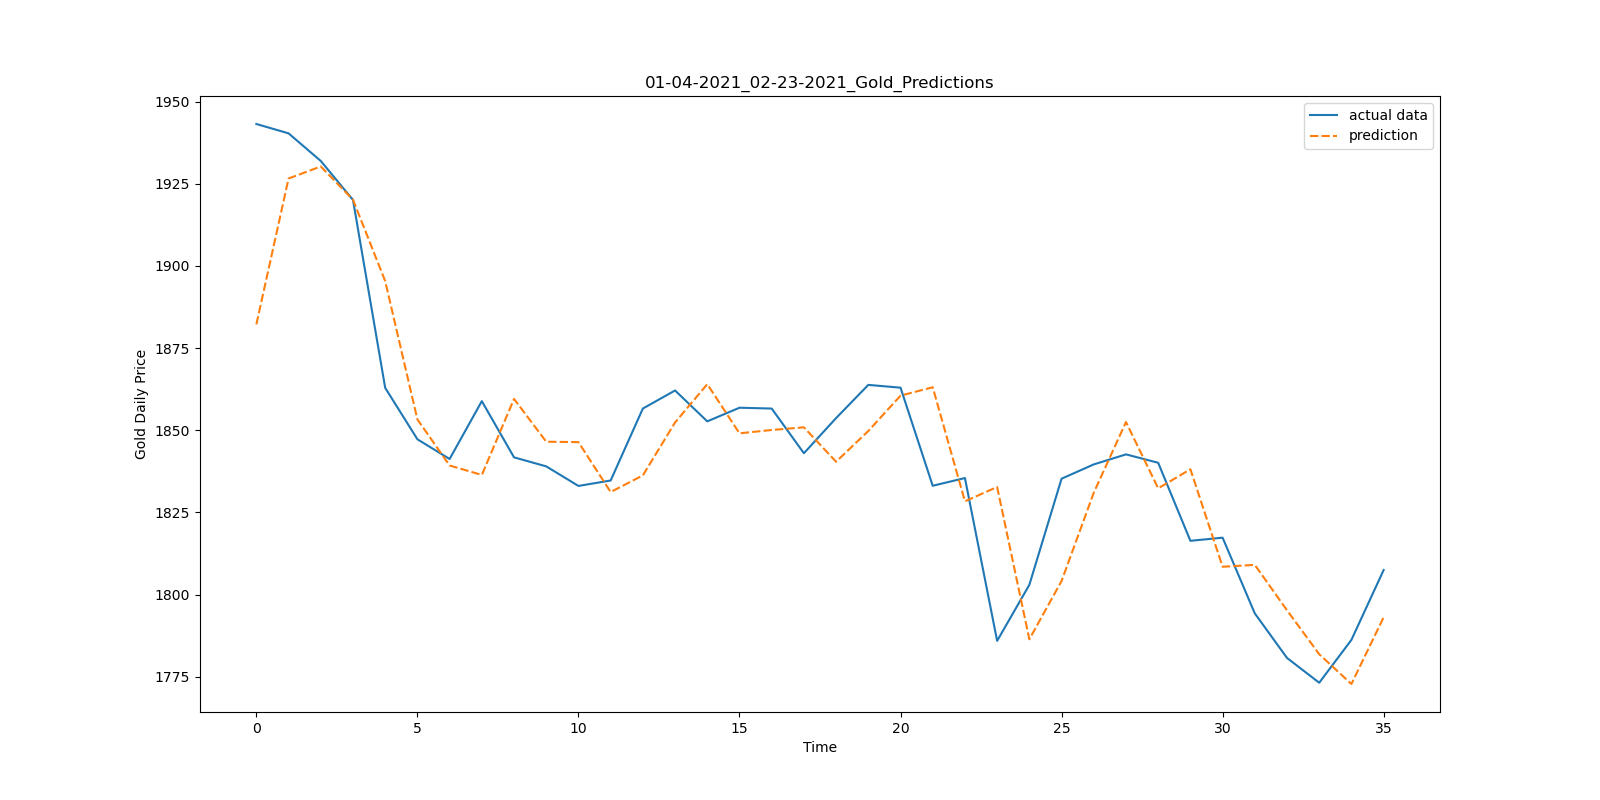 01-04-2021_02-23-2021_Gold_Predictions
actual data
prediction
Gold Daily Price
1950
1925
1900
1875
1850
1825
1800
1775
0 5 10 15 20 25 30 35
Time